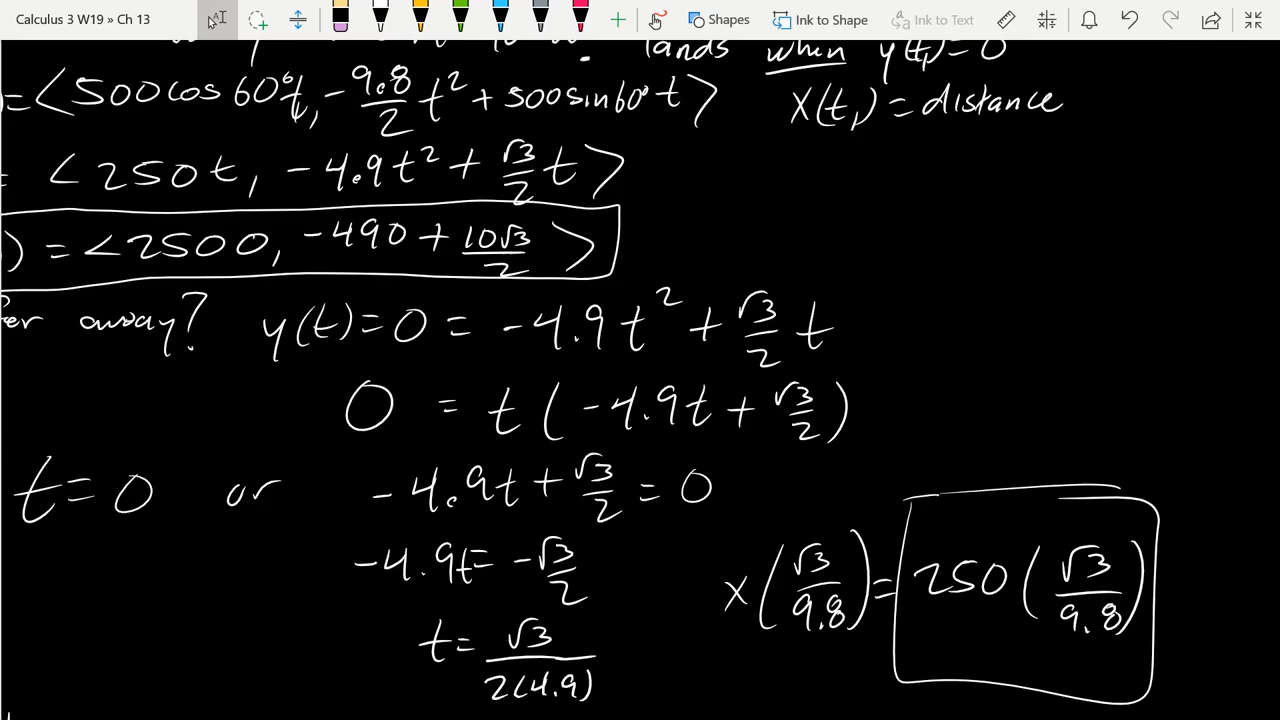 Calculus 3 W19 » Ch 13
Shapes
Ink to Shape
Ink to Text
lands when y(t₁)=0
=<500cos60°t, -9.8/2 t² + 500sin60° t>
x(t₁) = distance
= <250t, -4.9t² + √3/2 t>
) = <2500, -490 + 10√3/2>
away? y(t)=0 = -4.9t² + √3/2 t
0 = t(-4.9t + √3/2)
t=0 or -4.9t + √3/2 = 0
-4.9t = -√3/2
x(√3/9.8) = 250(√3/9.8)
t = √3/2(4.9)